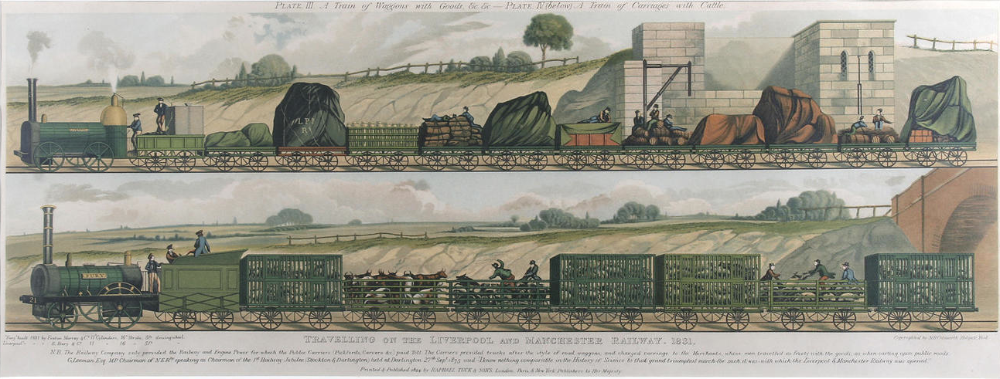 PLATE III A Train of Waggons with Goods, &c. &c — PLATE IV (below) A Train of Carriages with Cattle.
LPI
R
FURY
"Fury" built 1831 by Fenton Murray & Co 11" Cylinders, 16" Stroke, 5ft driving wheel.
Liverpool" - - E. Bury & Co 11 - 16 - 5ft -
TRAVELLING ON THE LIVERPOOL AND MANCHESTER RAILWAY. 1831.
Copyrighted by Holgate, York
N.B. The Railway Company only provided the Railway and Engine Power for which the Public Carriers (Pickfords, Carvers &c.) paid Toll. The Carriers provided trucks after the style of road waggons, and charged carriage to the Merchants, whose men travelled as freely with the goods, as when carting upon public roads.
G. Leeman, Esq. M.P. Chairman of N.E.Rly speaking as Chairman of the 1st Railway Jubilee, (Stockton & Darlington) held at Darlington 27th Sept 1875 said - "I know nothing comparable in the History of Science to that grand triumphal march - for such it was - with which the Liverpool & Manchester Railway was opened."
Printed & Published 1894 by RAPHAEL TUCK & SONS, London, Paris, & New York Publishers to Her Majesty.